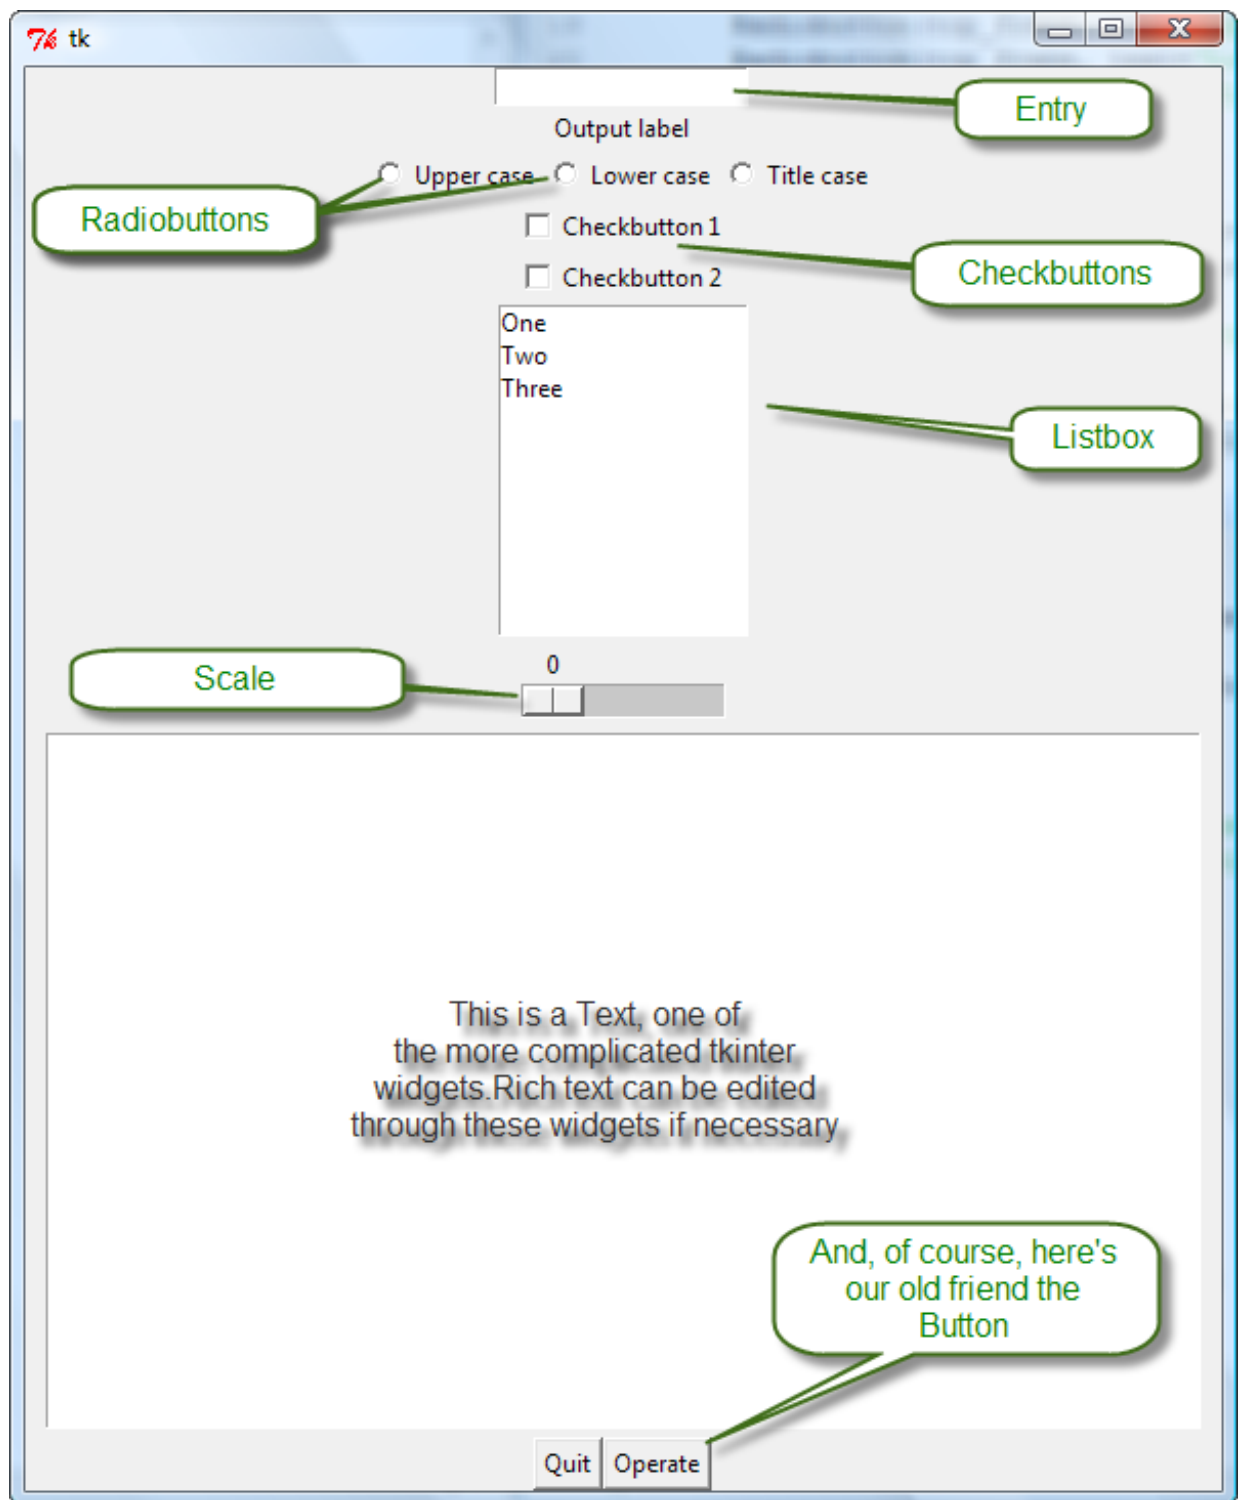 tk
Entry
Output label
Upper case Lower case Title case
Radiobuttons
Checkbutton 1
Checkbuttons
Checkbutton 2
One
Two
Three
Listbox
0
Scale
This is a Text, one of
the more complicated tkinter
widgets.Rich text can be edited
through these widgets if necessary
And, of course, here's
our old friend the
Button
Quit Operate